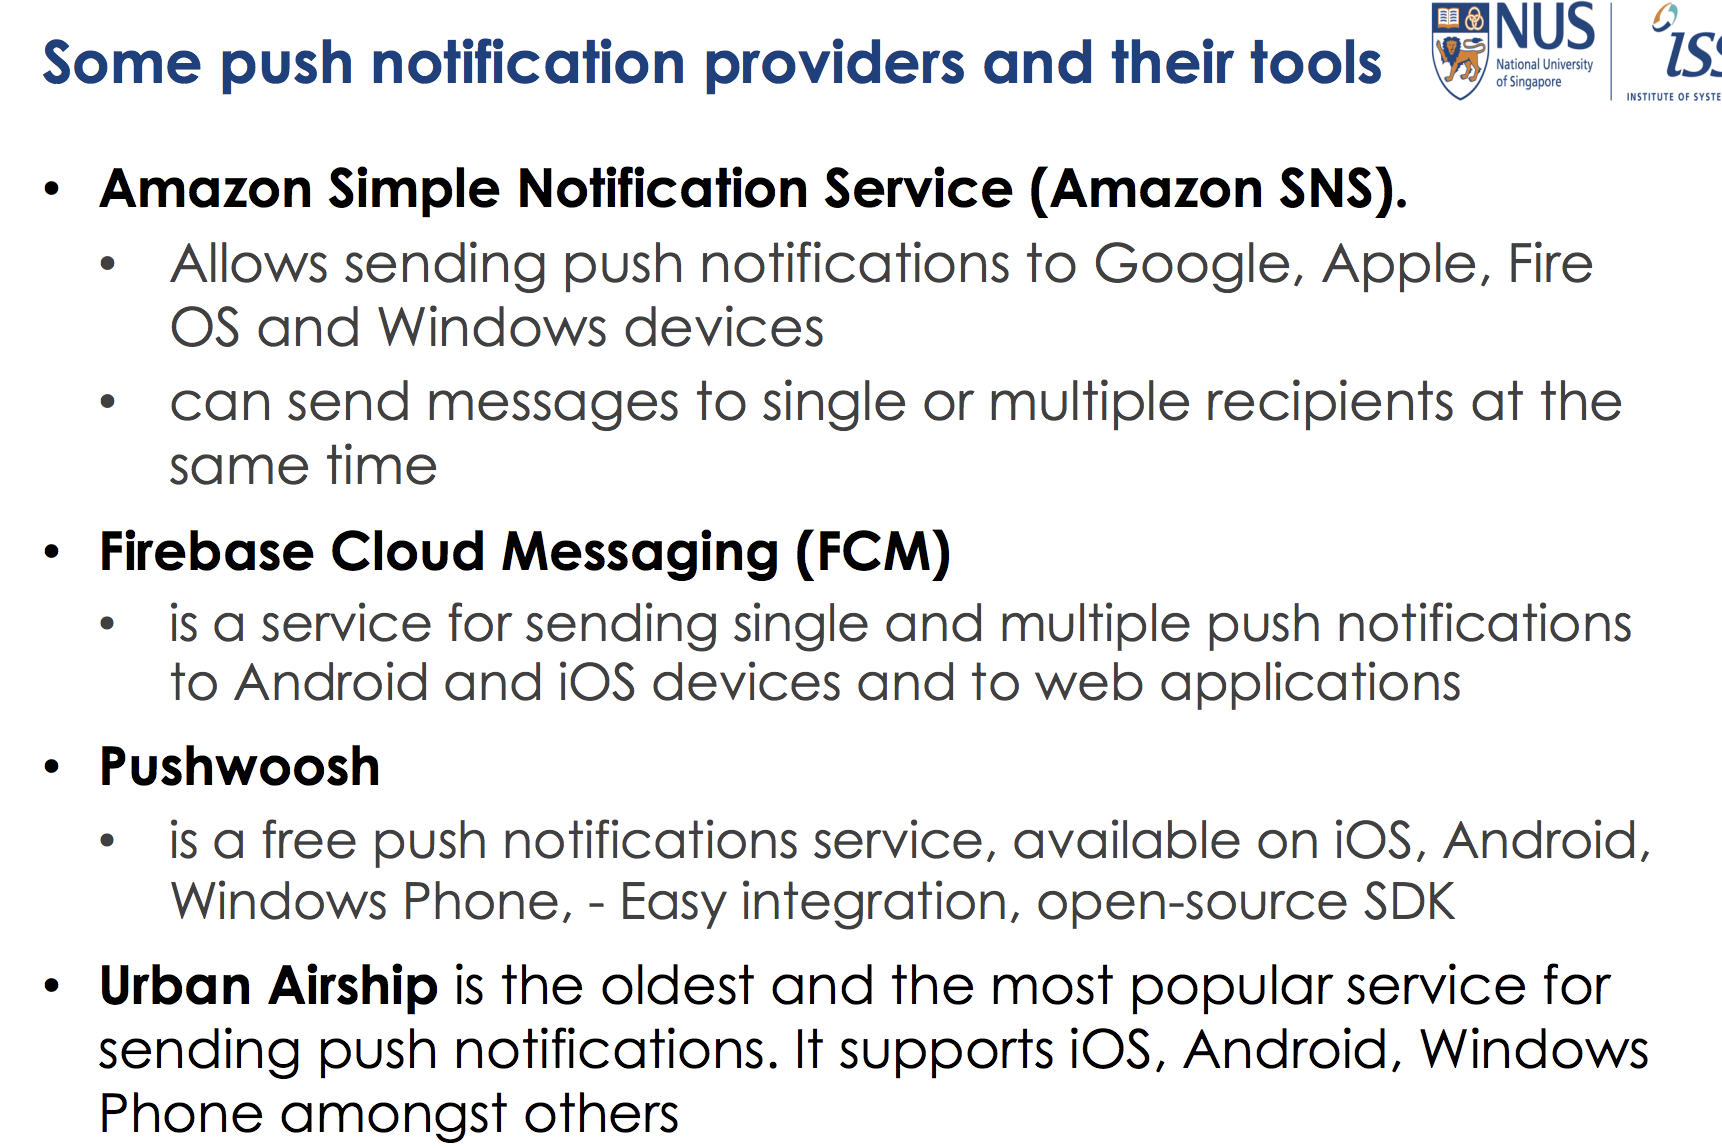 Some push notification providers and their tools
NUS
National University
of Singapore
INSTITUTE OF SYSTE
• Amazon Simple Notification Service (Amazon SNS).
• Allows sending push notifications to Google, Apple, Fire
OS and Windows devices
• can send messages to single or multiple recipients at the
same time
• Firebase Cloud Messaging (FCM)
• is a service for sending single and multiple push notifications
to Android and iOS devices and to web applications
• Pushwoosh
• is a free push notifications service, available on iOS, Android,
Windows Phone, - Easy integration, open-source SDK
• Urban Airship is the oldest and the most popular service for
sending push notifications. It supports iOS, Android, Windows
Phone amongst others